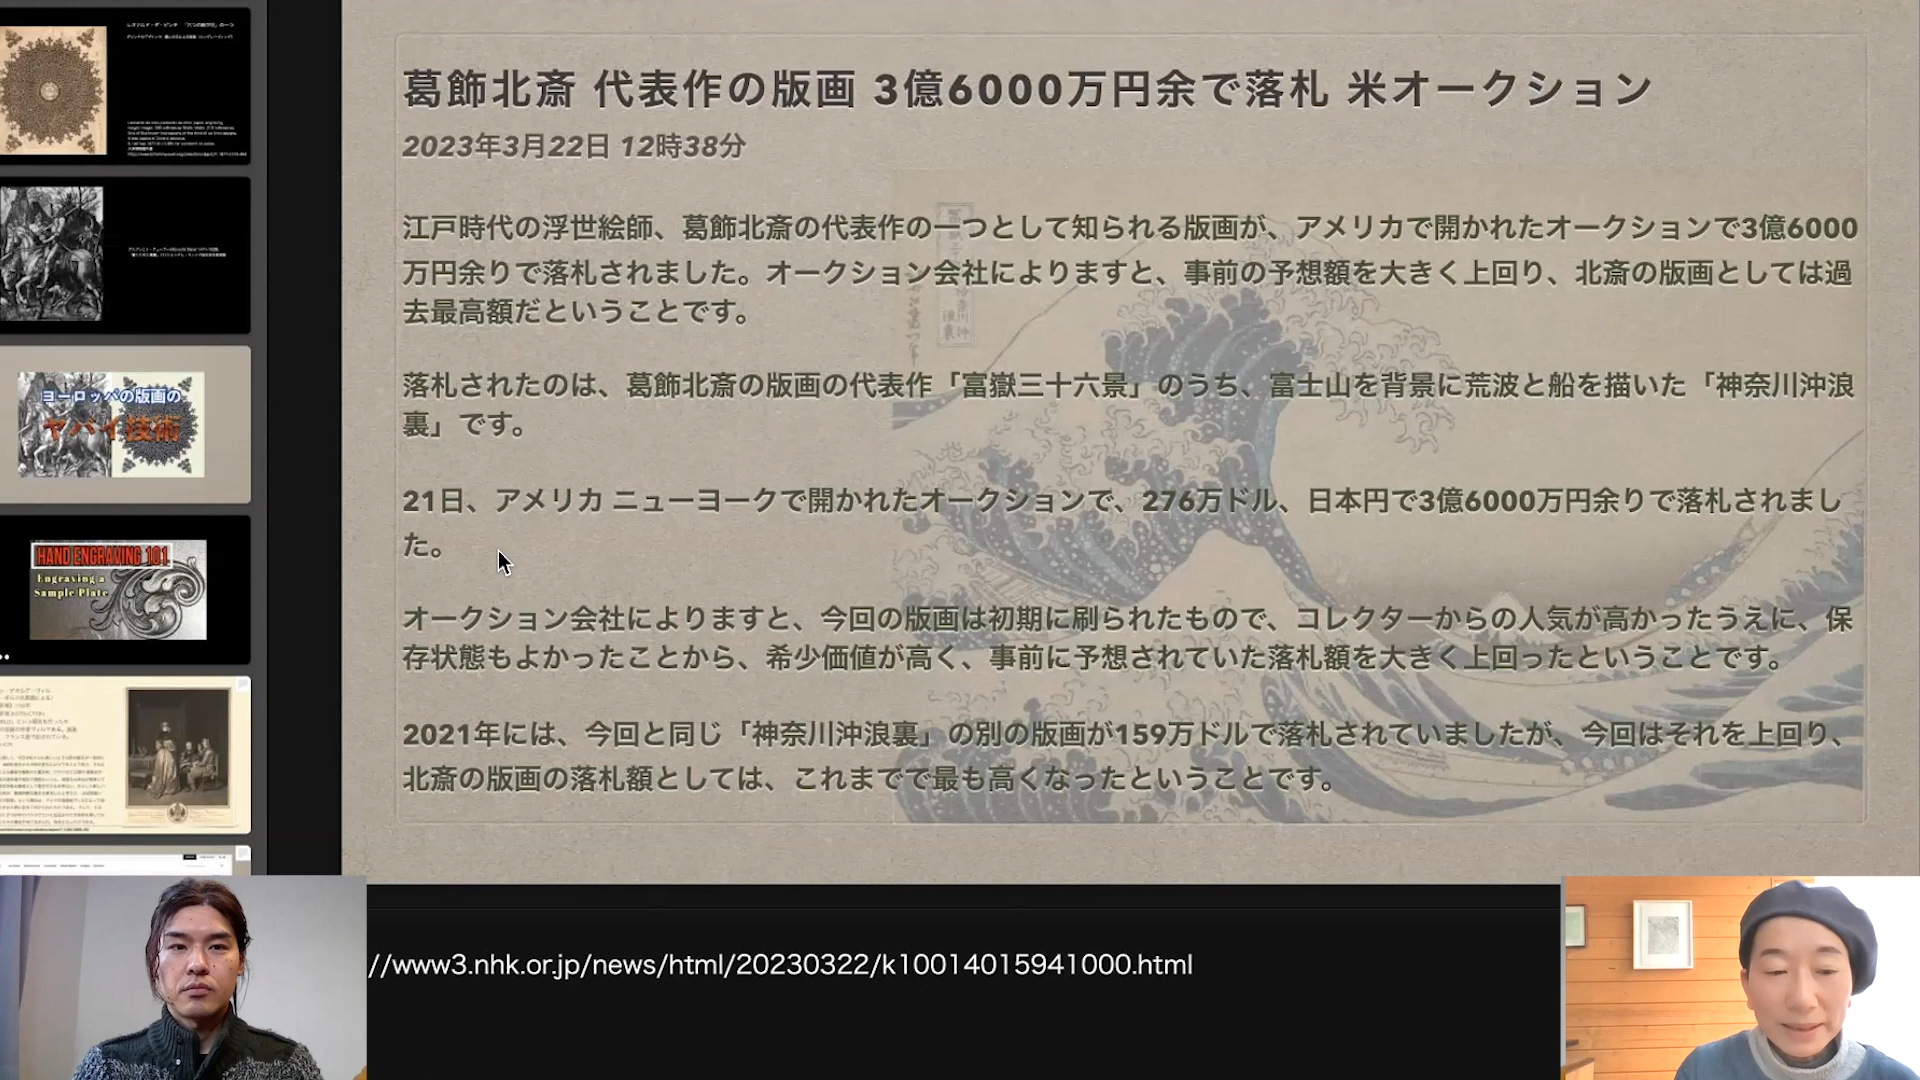 葛飾北斎 代表作の版画 3億6000万円余で落札 米オークション
2023年3月22日 12時38分
江戸時代の浮世絵師、葛飾北斎の代表作の一つとして知られる版画が、アメリカで開かれたオークションで3億6000
万円余りで落札されました。オークション会社によりますと、事前の予想額を大きく上回り、北斎の版画としては過
去最高額だということです。
落札されたのは、葛飾北斎の版画の代表作「富嶽三十六景」のうち、富士山を背景に荒波と船を描いた「神奈川沖浪
裏」です。
21日、アメリカ ニューヨークで開かれたオークションで、276万ドル、日本円で3億6000万円余りで落札されまし
た。
オークション会社によりますと、今回の版画は初期に刷られたもので、コレクターからの人気が高かったうえに、保
存状態もよかったことから、希少価値が高く、事前に予想されていた落札額を大きく上回ったということです。
2021年には、今回と同じ「神奈川沖浪裏」の別の版画が159万ドルで落札されていましたが、今回はそれを上回り、
北斎の版画の落札額としては、これまでで最も高くなったということです。
ヨーロッパの版画の
ヤバイ技術
HAND ENGRAVING 101
Engraving a
Sample Plate
//www3.nhk.or.jp/news/html/20230322/k10014015941000.html